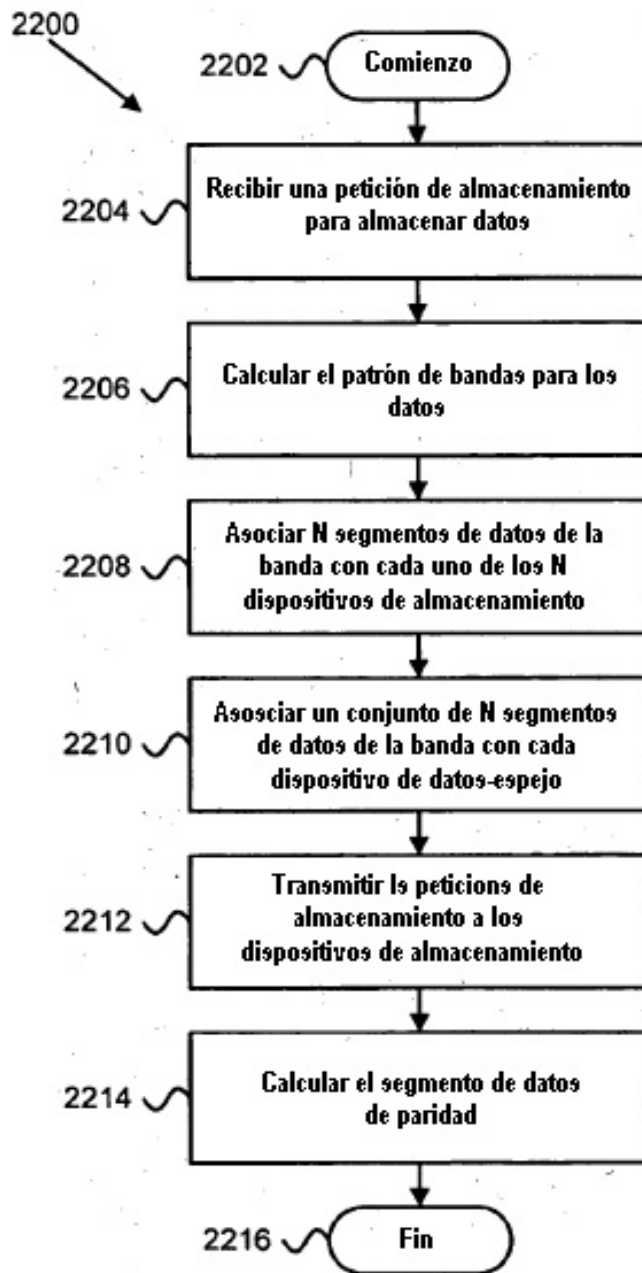 2200
2202
Comienzo
2204
Recibir una petición de almacenamiento
para almacenar datos
2206
Calcular el patrón de bandas para los
datos
2208
Asociar N segmentos de datos de la
banda con cada uno de los N
dispositivos de almacenamiento
2210
Asosciar un conjunto de N segmentos
de datos de la banda con cada
dispositivo de datos-espejo
2212
Transmitir ls peticions de
almacenamiento a los
dispositivos de almacenamiento
2214
Calcular el segmento de datos
de paridad
2216
Fin